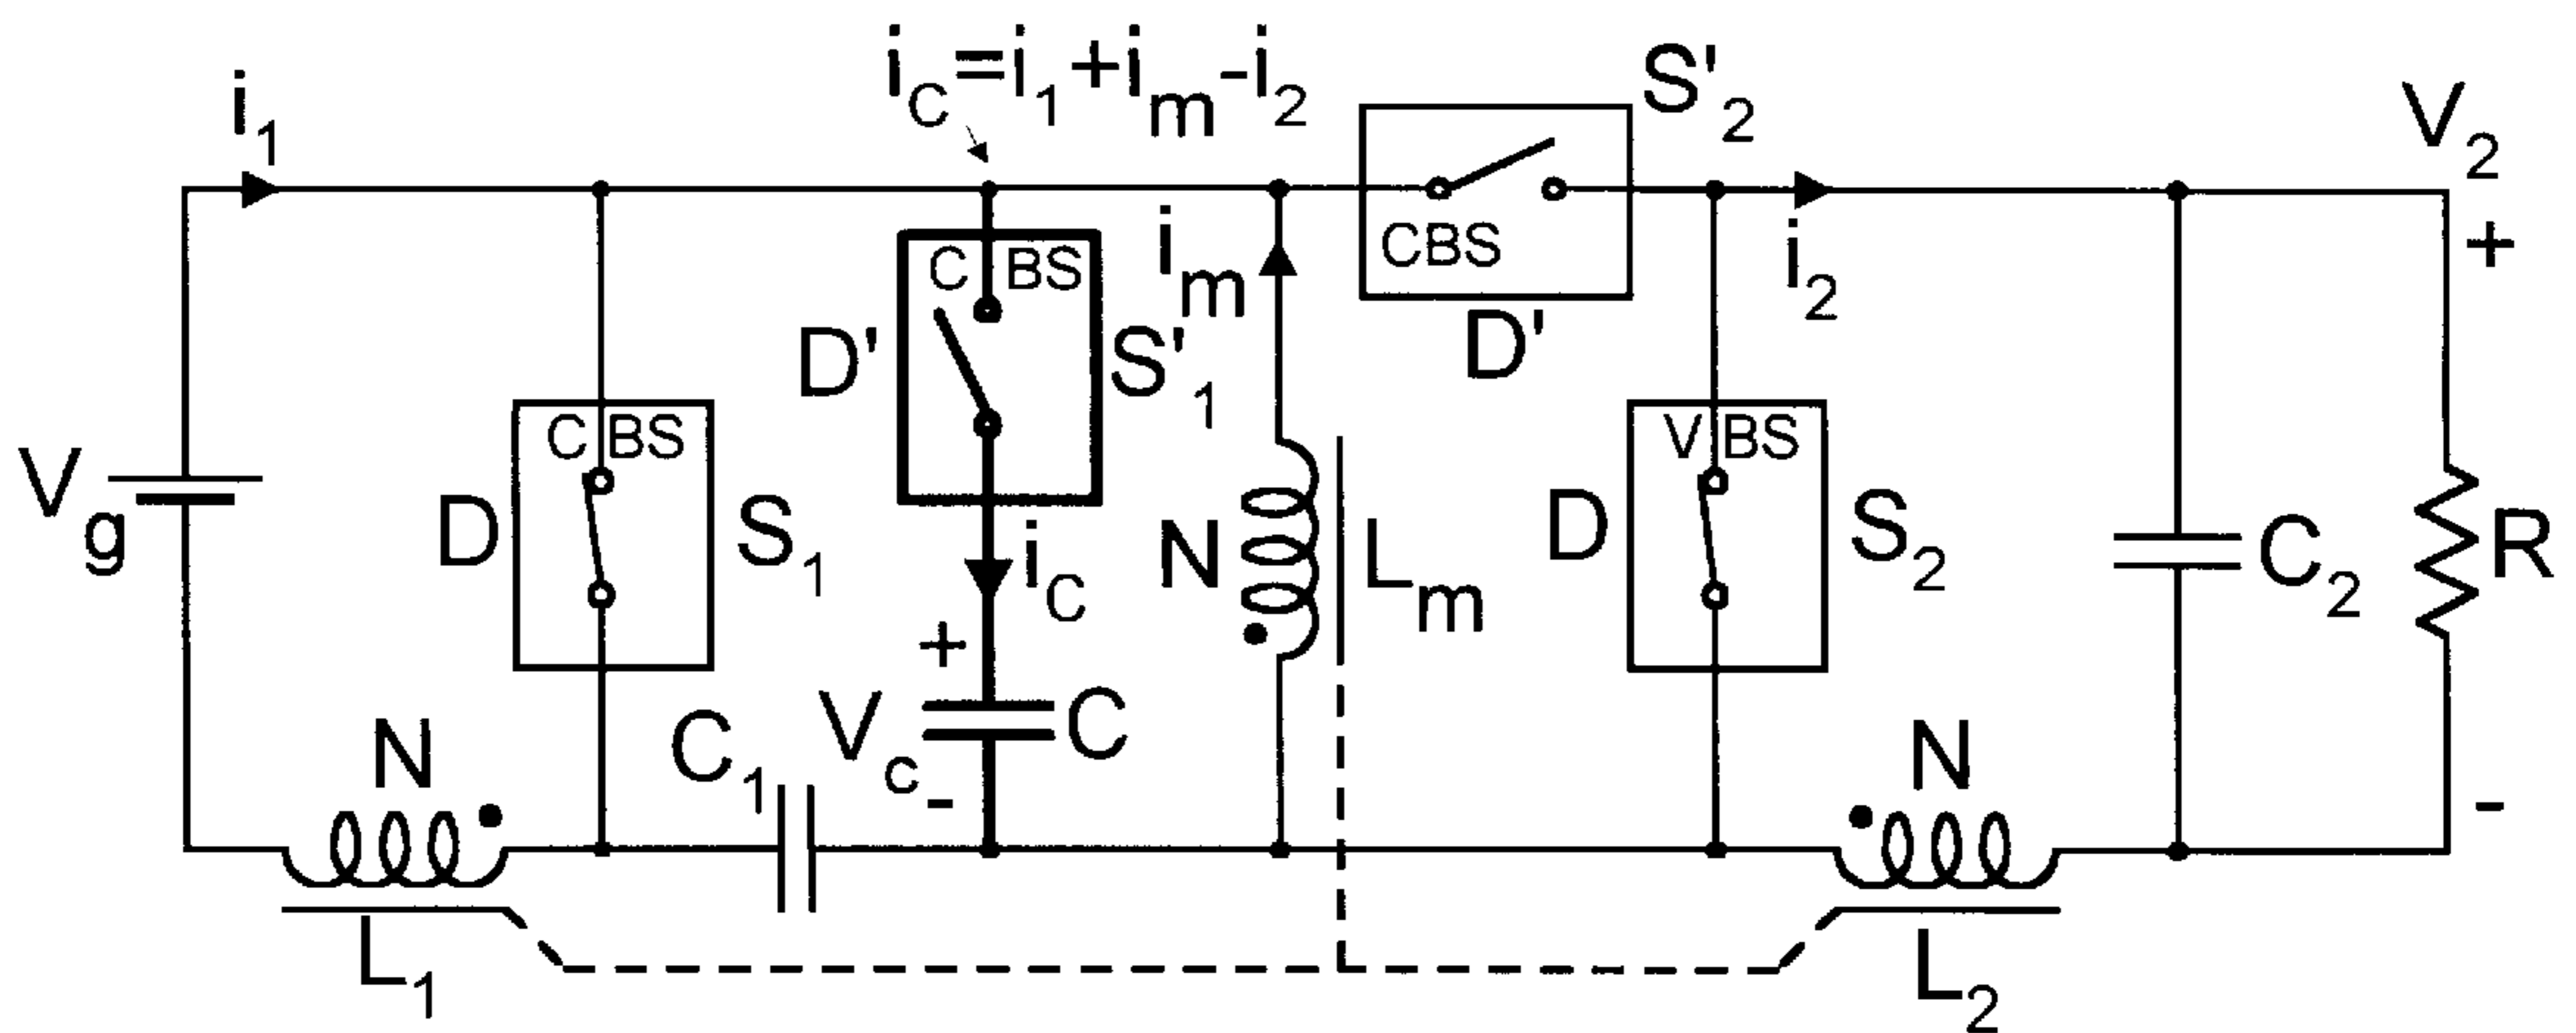 i_C=i_1+i_m-i_2
i_1
S'_2
V_2
+
CBS
D'
i_2
i_m
C BS
D'
S'_1
i_C
C BS
D
S_1
V BS
D
S_2
V_g
N
L_m
C_2
R
+
V_c
-
C
C_1
N
N
-
L_1
L_2